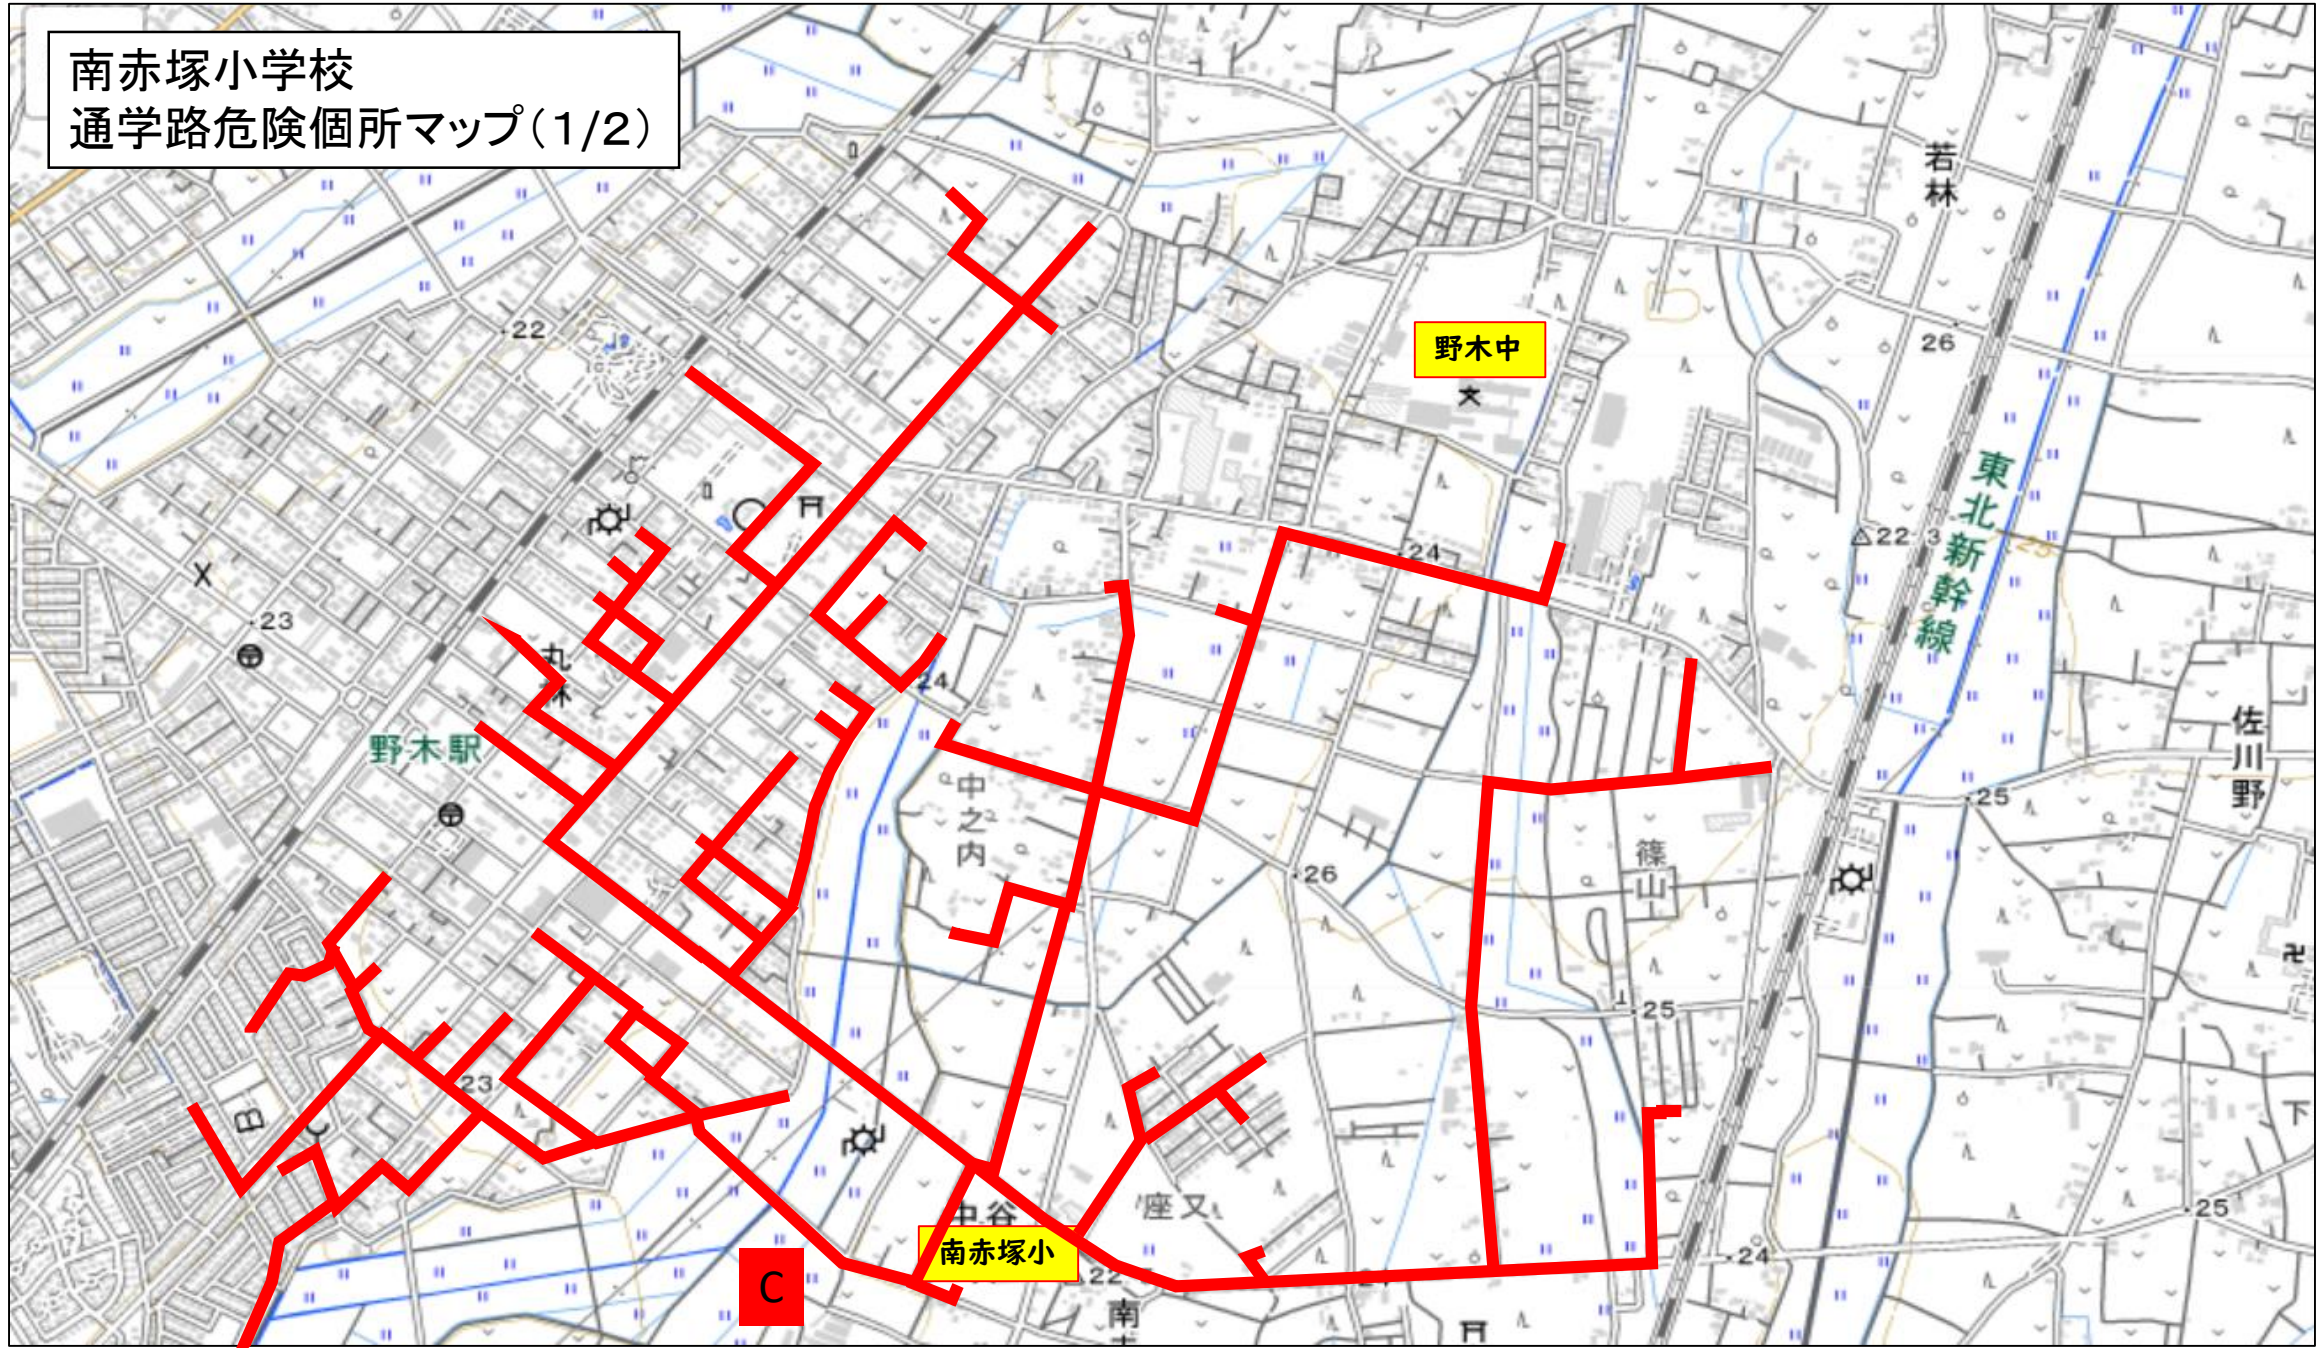 南赤塚小学校
通学路危険個所マップ(1/2)
若林
22
26
野木中
東北新幹線
24
22 3
25
23
丸林
24
野木駅
佐川野
中之内
25
篠山
26
25
23
中谷
座又
25
南赤塚小
24
C
22